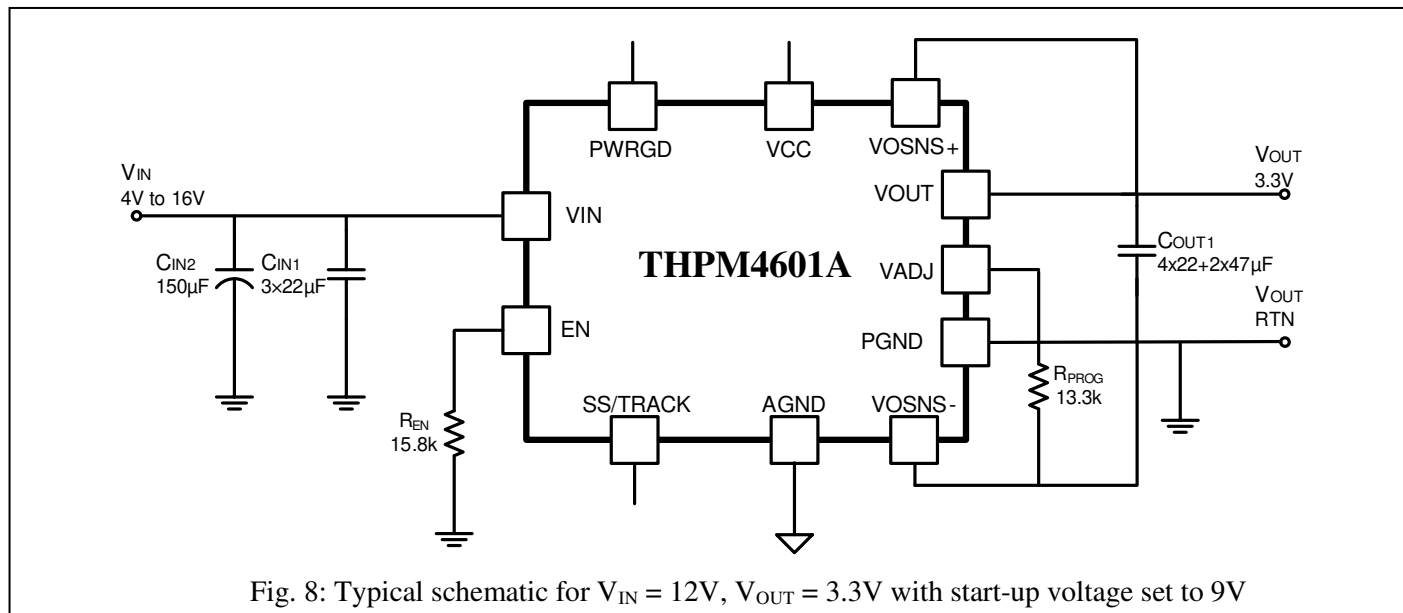 PWRGD
VCC
VOSNS+
VIN
4V to 16V
VOUT
VOUT
3.3V
VIN
THPM4601A
VADJ
CIN2
150µF
CIN1
3×22µF
COUT1
4x22+2x47µF
EN
PGND
VOUT
RTN
RPROG
13.3k
SS/TRACK
AGND
VOSNS-
REN
15.8k
Fig. 8: Typical schematic for VIN = 12V, VOUT = 3.3V with start-up voltage set to 9V